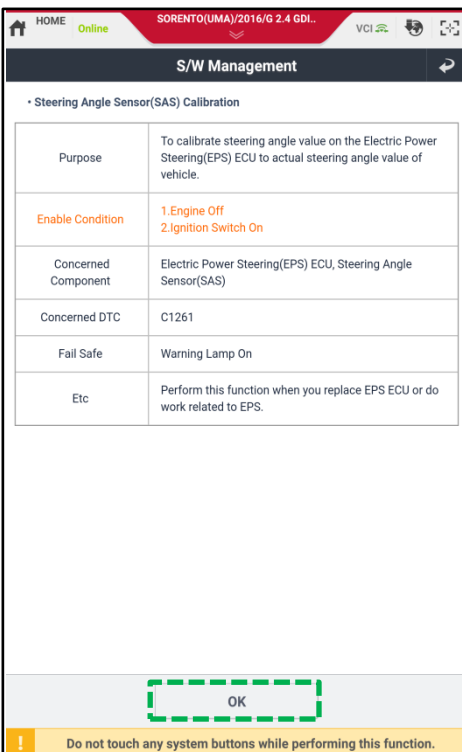 HOME
Online
SORENTO(UMA)/2016/G 2.4 GDI..
VCI
S/W Management
• Steering Angle Sensor(SAS) Calibration
Purpose
To calibrate steering angle value on the Electric Power
Steering(EPS) ECU to actual steering angle value of
vehicle.
Enable Condition
1.Engine Off
2.Ignition Switch On
Concerned
Component
Electric Power Steering(EPS) ECU, Steering Angle
Sensor(SAS)
Concerned DTC
C1261
Fail Safe
Warning Lamp On
Etc
Perform this function when you replace EPS ECU or do
work related to EPS.
OK
! Do not touch any system buttons while performing this function.